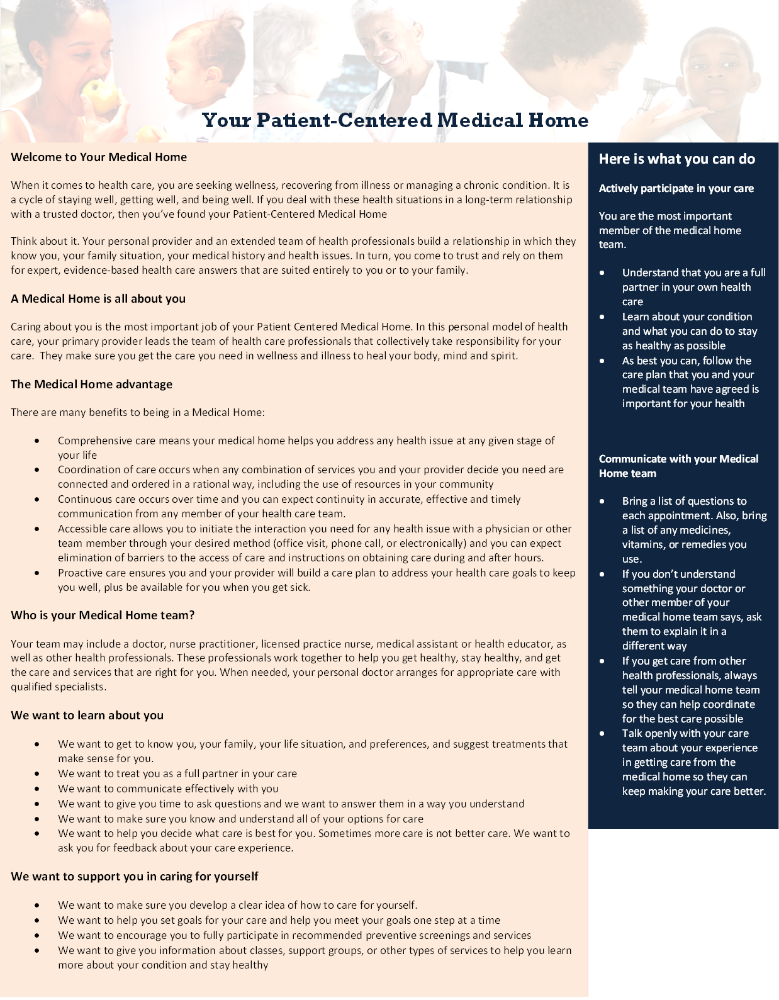 Your Patient-Centered Medical Home
Welcome to Your Medical Home
When it comes to health care, you are seeking wellness, recovering from illness or managing a chronic condition. It is
a cycle of staying well, getting well, and being well. If you deal with these health situations in a long-term relationship
with a trusted doctor, then you’ve found your Patient-Centered Medical Home
Think about it. Your personal provider and an extended team of health professionals build a relationship in which they
know you, your family situation, your medical history and health issues. In turn, you come to trust and rely on them
for expert, evidence-based health care answers that are suited entirely to you or to your family.
A Medical Home is all about you
Caring about you is the most important job of your Patient Centered Medical Home. In this personal model of health
care, your primary provider leads the team of health care professionals that collectively take responsibility for your
care.  They make sure you get the care you need in wellness and illness to heal your body, mind and spirit.
The Medical Home advantage
There are many benefits to being in a Medical Home:
• Comprehensive care means your medical home helps you address any health issue at any given stage of
your life
• Coordination of care occurs when any combination of services you and your provider decide you need are
connected and ordered in a rational way, including the use of resources in your community
• Continuous care occurs over time and you can expect continuity in accurate, effective and timely
communication from any member of your health care team.
• Accessible care allows you to initiate the interaction you need for any health issue with a physician or other
team member through your desired method (office visit, phone call, or electronically) and you can expect
elimination of barriers to the access of care and instructions on obtaining care during and after hours.
• Proactive care ensures you and your provider will build a care plan to address your health care goals to keep
you well, plus be available for you when you get sick.
Who is your Medical Home team?
Your team may include a doctor, nurse practitioner, licensed practice nurse, medical assistant or health educator, as
well as other health professionals. These professionals work together to help you get healthy, stay healthy, and get
the care and services that are right for you. When needed, your personal doctor arranges for appropriate care with
qualified specialists.
We want to learn about you
• We want to get to know you, your family, your life situation, and preferences, and suggest treatments that
make sense for you.
• We want to treat you as a full partner in your care
• We want to communicate effectively with you
• We want to give you time to ask questions and we want to answer them in a way you understand
• We want to make sure you know and understand all of your options for care
• We want to help you decide what care is best for you. Sometimes more care is not better care. We want to
ask you for feedback about your care experience.
We want to support you in caring for yourself
• We want to make sure you develop a clear idea of how to care for yourself.
• We want to help you set goals for your care and help you meet your goals one step at a time
• We want to encourage you to fully participate in recommended preventive screenings and services
• We want to give you information about classes, support groups, or other types of services to help you learn
more about your condition and stay healthy
Here is what you can do
Actively participate in your care
You are the most important
member of the medical home
team.
• Understand that you are a full
partner in your own health
care
• Learn about your condition
and what you can do to stay
as healthy as possible
• As best you can, follow the
care plan that you and your
medical team have agreed is
important for your health
Communicate with your Medical
Home team
• Bring a list of questions to
each appointment. Also, bring
a list of any medicines,
vitamins, or remedies you
use.
• If you don’t understand
something your doctor or
other member of your
medical home team says, ask
them to explain it in a
different way
• If you get care from other
health professionals, always
tell your medical home team
so they can help coordinate
for the best care possible
• Talk openly with your care
team about your experience
in getting care from the
medical home so they can
keep making your care better.